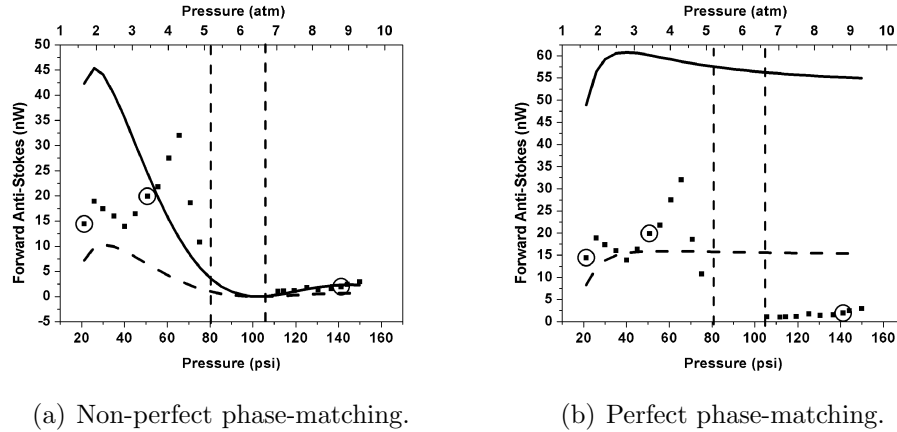 Pressure (atm)
1 2 3 4 5 6 7 8 9 10
50
45
40
35
30
25
20
15
10
5
0
-5
Forward Anti-Stokes (nW)
0 20 40 60 80 100 120 140 160
Pressure (psi)
(a) Non-perfect phase-matching.
Pressure (atm)
1 2 3 4 5 6 7 8 9 10
60
55
50
45
40
35
30
25
20
15
10
5
0
Forward Anti-Stokes (nW)
0 20 40 60 80 100 120 140 160
Pressure (psi)
(b) Perfect phase-matching.